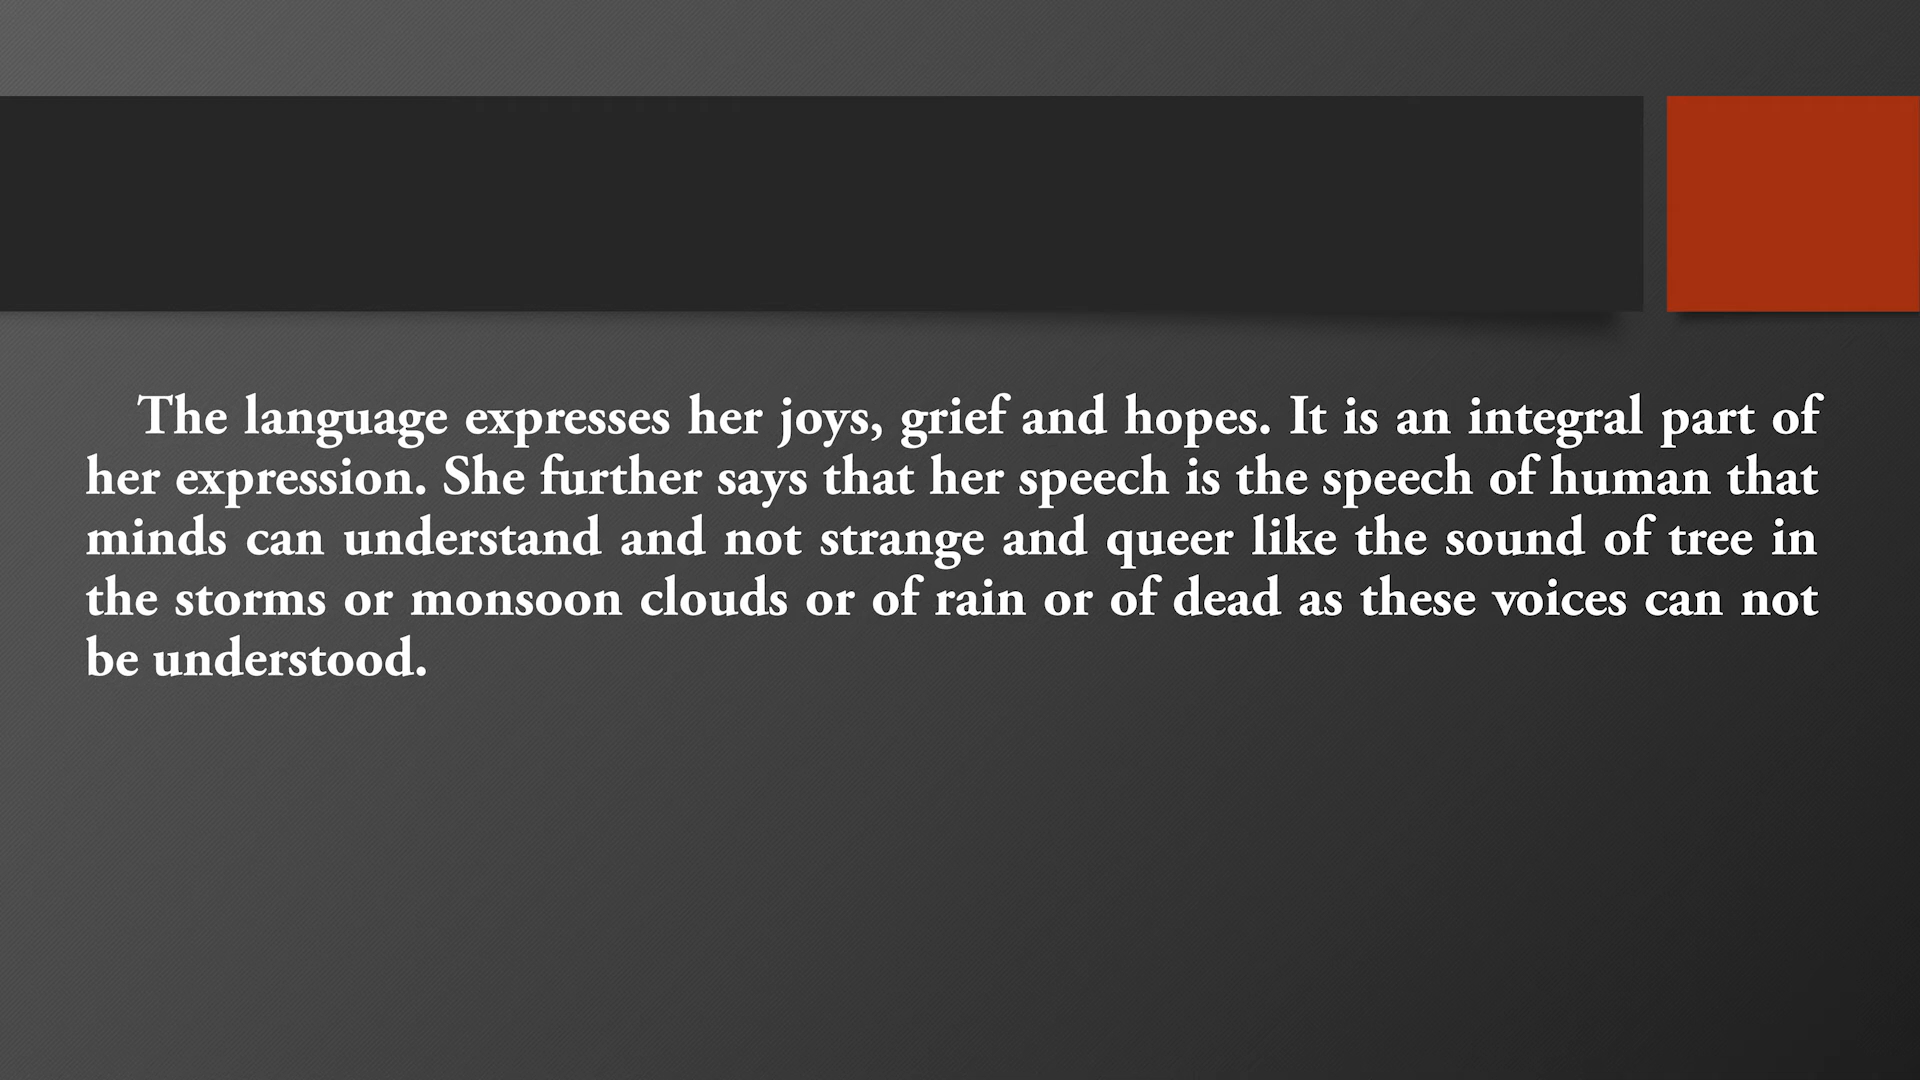 The language expresses her joys, grief and hopes. It is an integral part of
her expression. She further says that her speech is the speech of human that
minds can understand and not strange and queer like the sound of tree in
the storms or monsoon clouds or of rain or of dead as these voices can not
be understood.